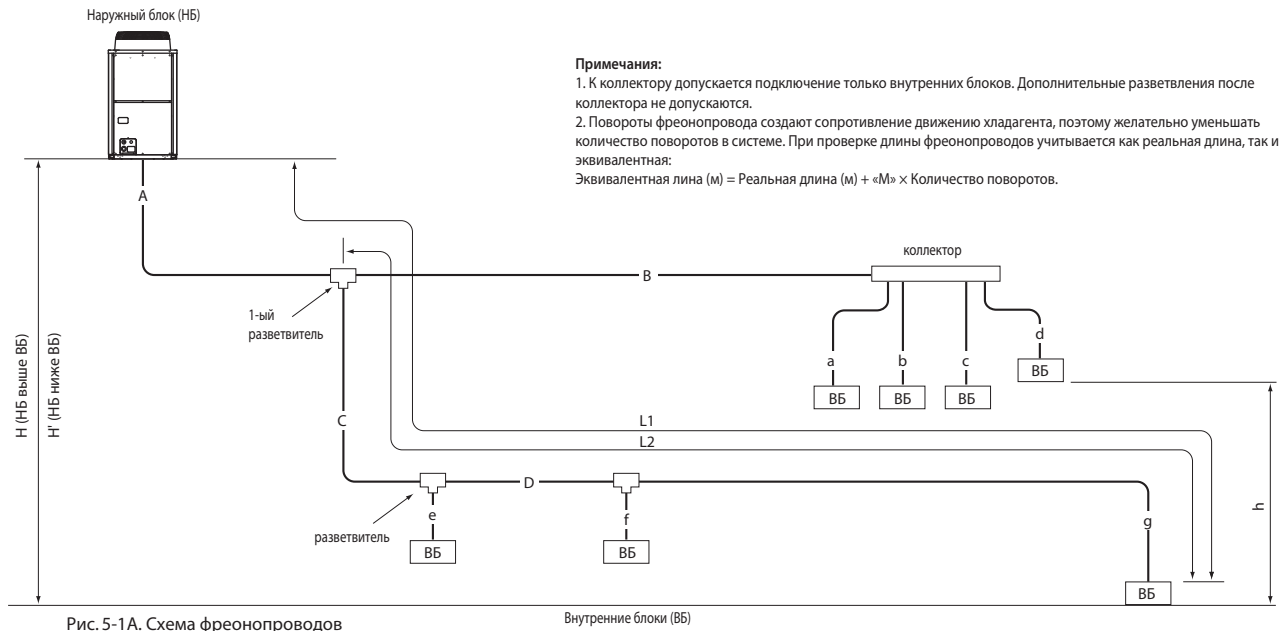 Наружный блок (НБ)
Примечания:
1. К коллектору допускается подключение только внутренних блоков. Дополнительные разветвления после
коллектора не допускаются.
2. Повороты фреонопровода создают сопротивление движению хладагента, поэтому желательно уменьшать
количество поворотов в системе. При проверке длины фреонопроводов учитывается как реальная длина, так и
эквивалентная:
Эквивалентная лина (м) = Реальная длина (м) + «М» × Количество поворотов.
A
коллектор
B
1-ый
разветвитель
a
b
c
d
ВБ
ВБ
ВБ
ВБ
H (НБ выше ВБ)
H' (НБ ниже ВБ)
C
L1
L2
D
e
f
g
h
разветвитель
ВБ
ВБ
ВБ
Внутренние блоки (ВБ)
Рис. 5-1А. Схема фреонопроводов